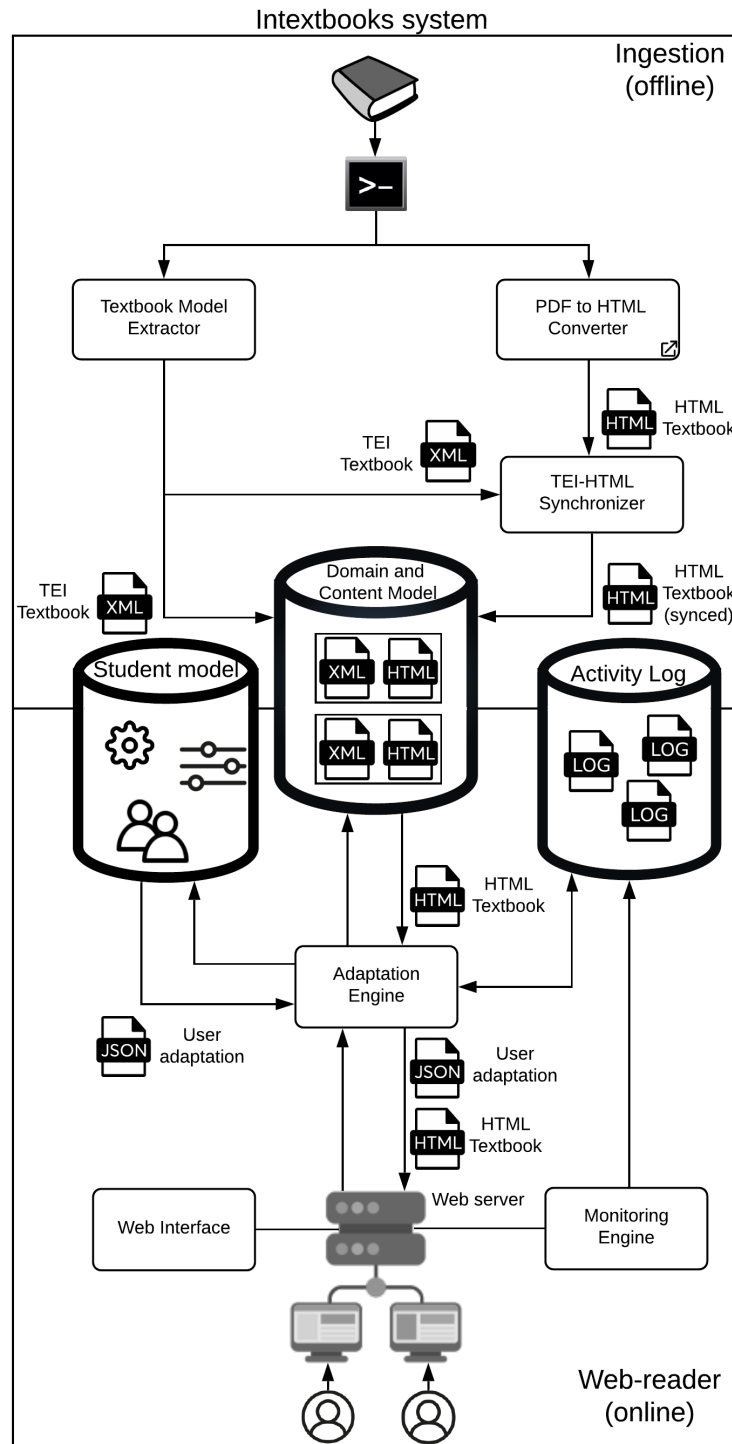 Intextbooks system
Ingestion
(offline)
>–
Textbook Model
Extractor
PDF to HTML
Converter
HTML
HTML
Textbook
TEI
Textbook
XML
TEI-HTML
Synchronizer
TEI
Textbook
XML
Domain and
Content Model
HTML
HTML
Textbook
(synced)
XML
HTML
XML
HTML
Student model
Activity Log
LOG
LOG
LOG
HTML
HTML
Textbook
Adaptation
Engine
JSON
User
adaptation
JSON
User
adaptation
HTML
HTML
Textbook
Web Interface
Web server
Monitoring
Engine
Web-reader
(online)